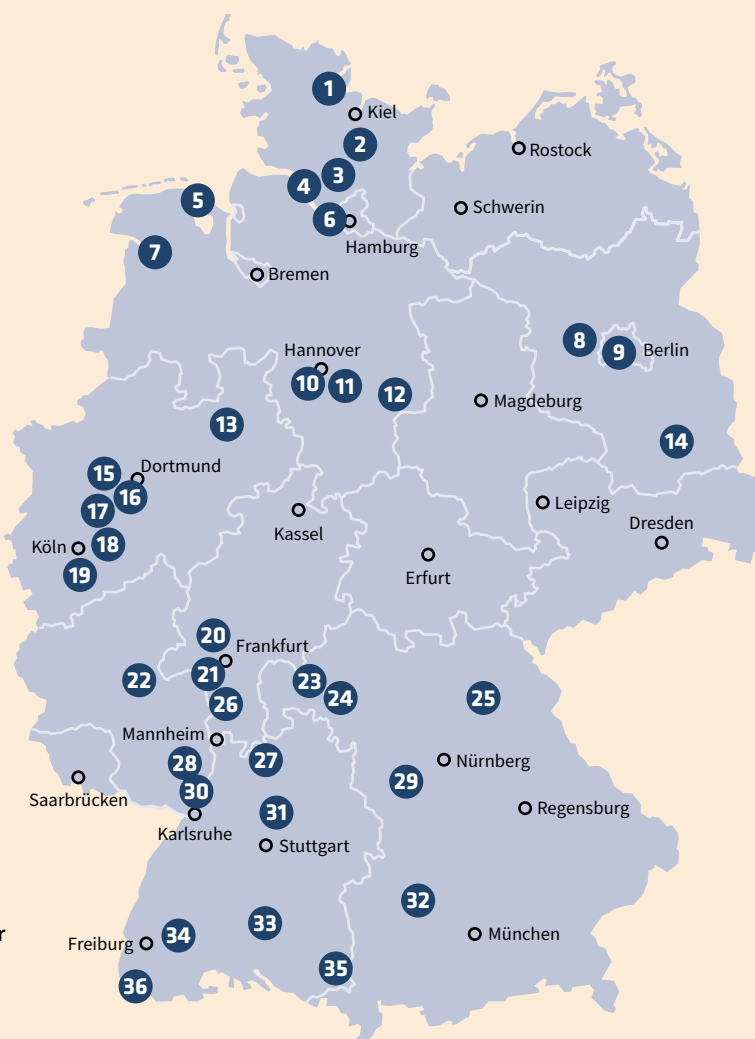 1
Kiel
2
Rostock
3
4
5
Schwerin
6
Hamburg
7
Bremen
8
9
Berlin
Hannover
10
11
12
Magdeburg
13
14
Dortmund
15
16
17
Leipzig
Kassel
Dresden
Köln
18
19
Erfurt
20
Frankfurt
21
22
23
24
25
26
Mannheim
27
28
Nürnberg
29
30
Saarbrücken
Regensburg
31
Karlsruhe
Stuttgart
32
33
r
34
Freiburg
München
35
36